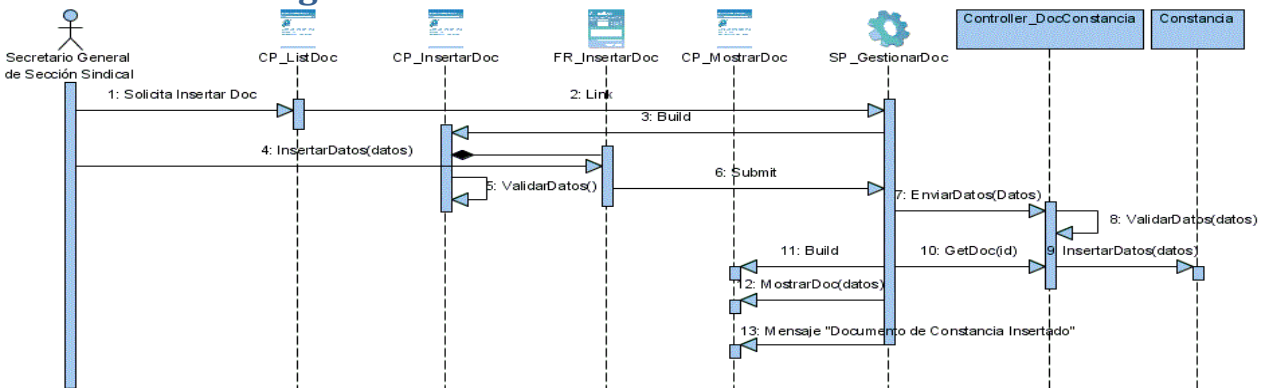 Secretario General
de Sección Sindical
CP_ListDoc
CP_InsertarDoc
FR_InsertarDoc
CP_MostrarDoc
SP_GestionarDoc
Controller_DocConstancia
Constancia
1: Solicita Insertar Doc
2: Link
3: Build
4: InsertarDatos(datos)
5: ValidarDatos()
6: Submit
7: EnviarDatos(Datos)
8: ValidarDatos(datos)
11: Build
10: GetDoc(id)
9: InsertarDatos(datos)
12: MostrarDoc(datos)
13: Mensaje "Documento de Constancia Insertado"